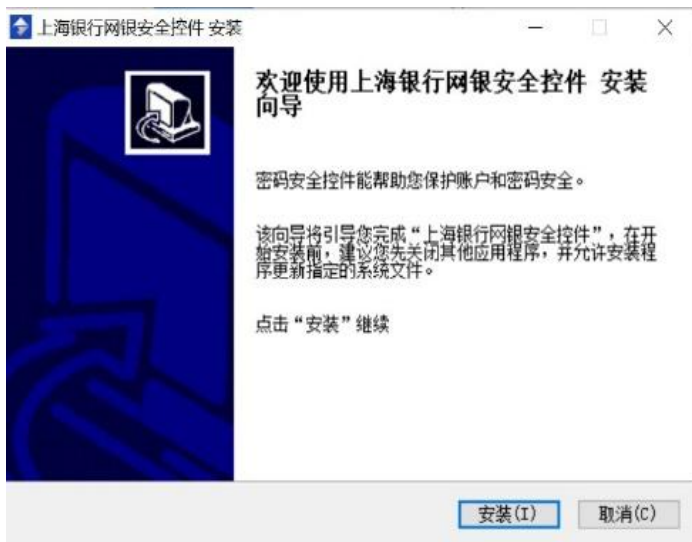 上海银行网银安全控件 安装
欢迎使用上海银行网银安全控件 安装
向导
密码安全控件能帮助您保护账户和密码安全。
该向导将引导您完成“上海银行网银安全控件”，在开
始安装前，建议您先关闭其他应用程序，并允许安装程
序更新指定的系统文件。
点击“安装”继续
安装(I)
取消(C)